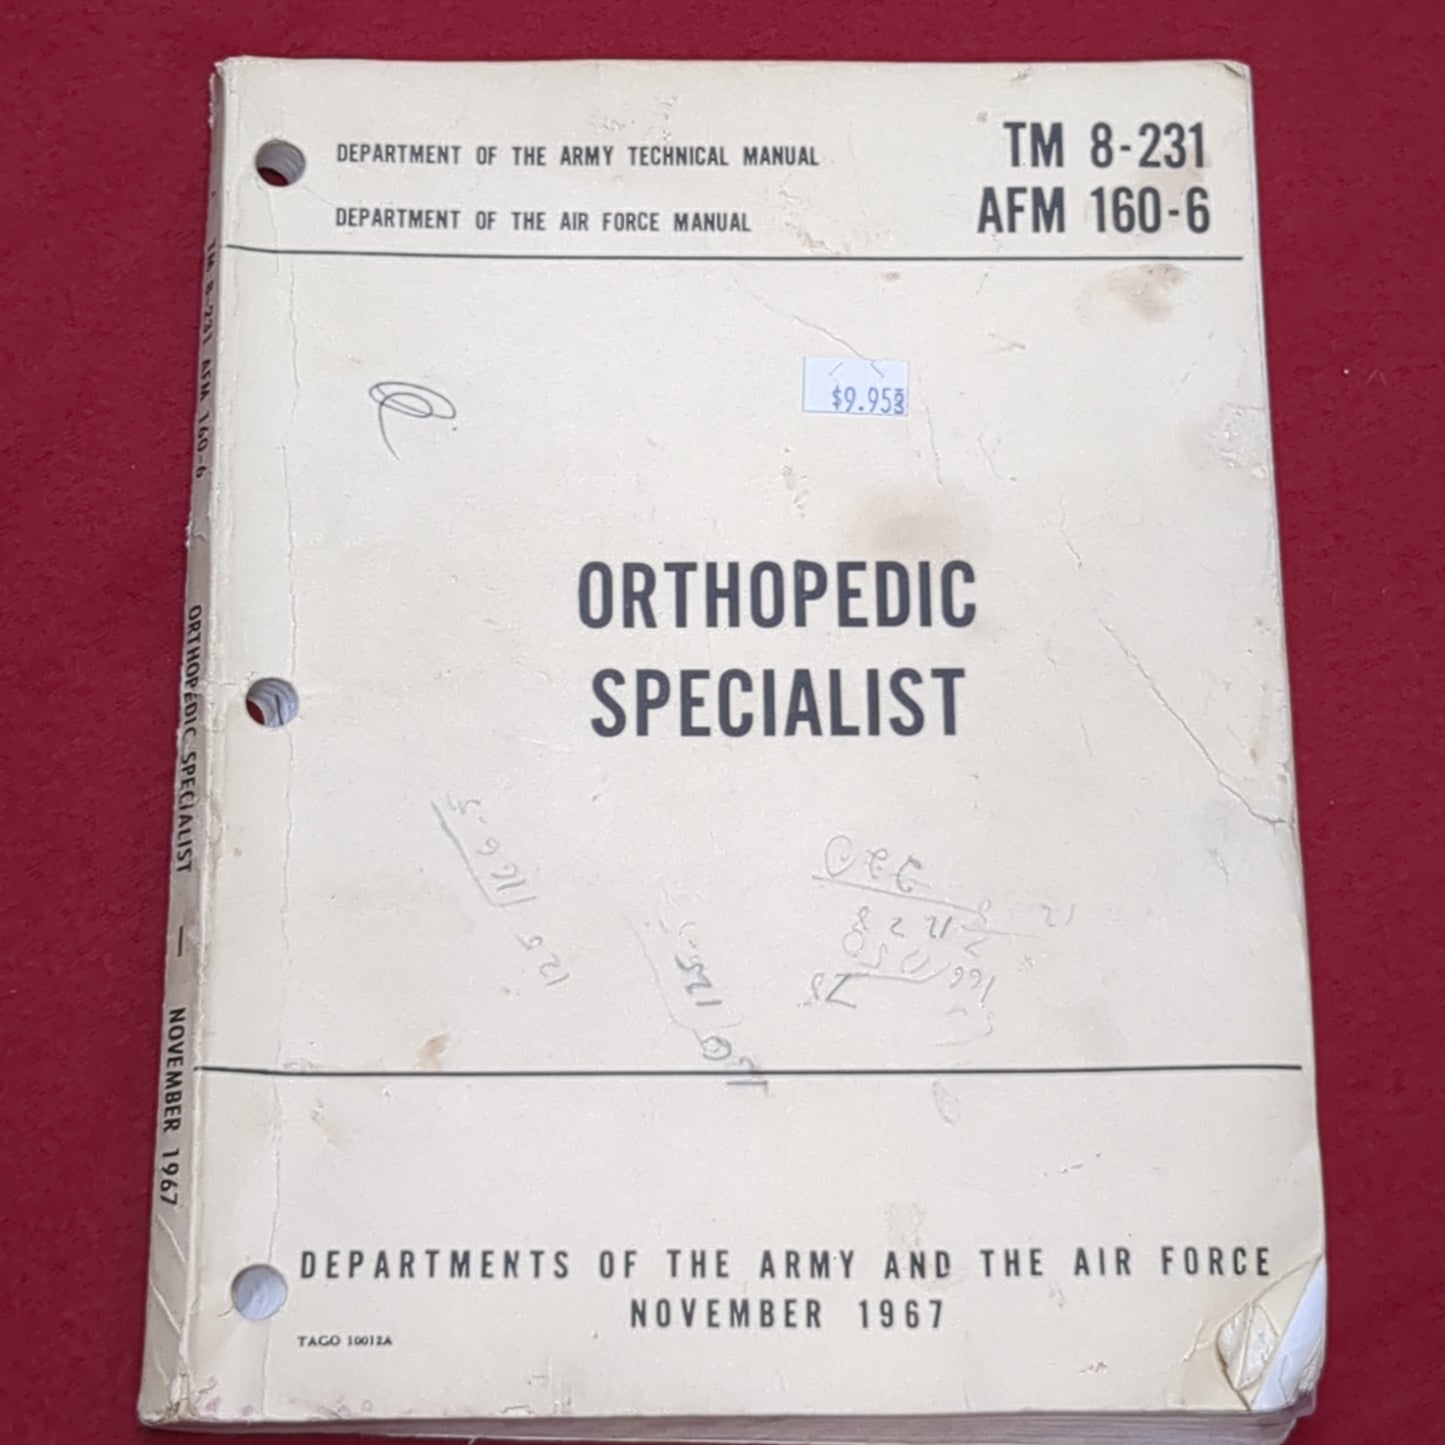 DEPARTMENT OF THE ARMY TECHNICAL MANUAL
TM 8-231
DEPARTMENT OF THE AIR FORCE MANUAL
AFM 160-6
$9.95
ORTHOPEDIC
SPECIALIST
220
DEPARTMENTS OF THE ARMY AND THE AIR FORCE
NOVEMBER 1967
TAGO 10012A
TM 8-231 AFM 160-6 ORTHOPEDIC SPECIALIST — NOVEMBER 1967